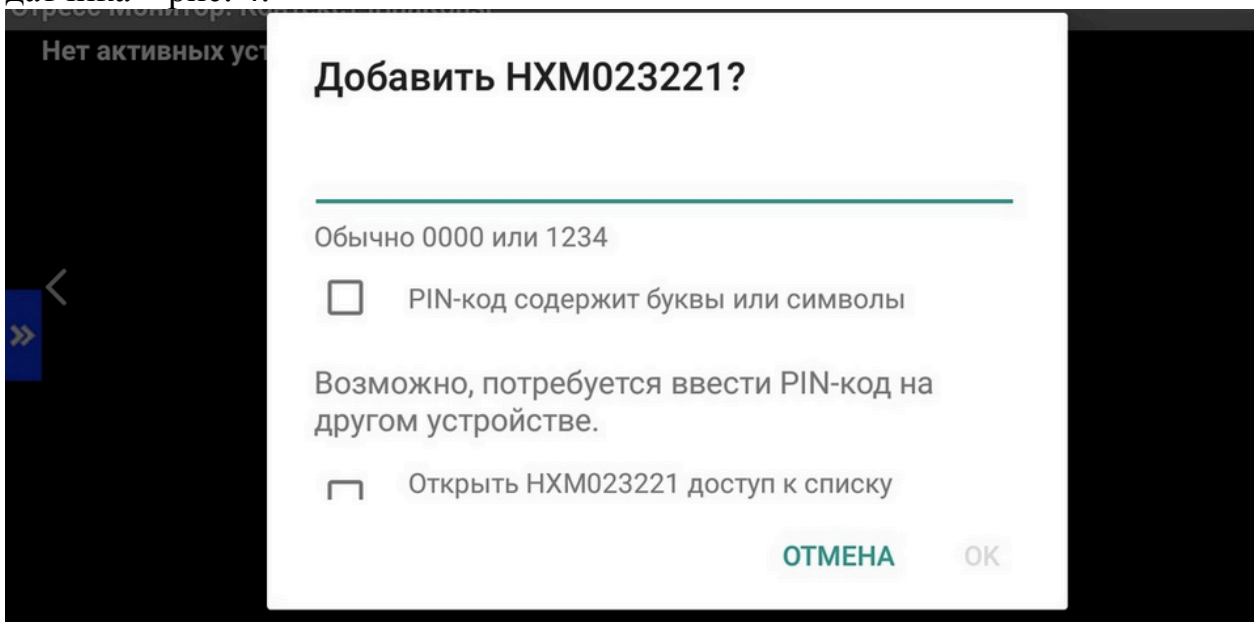 Нет активных уст
Добавить HXM023221?
Обычно 0000 или 1234
PIN-код содержит буквы или символы
Возможно, потребуется ввести PIN-код на
другом устройстве.
Открыть HXM023221 доступ к списку
ОТМЕНА
OK